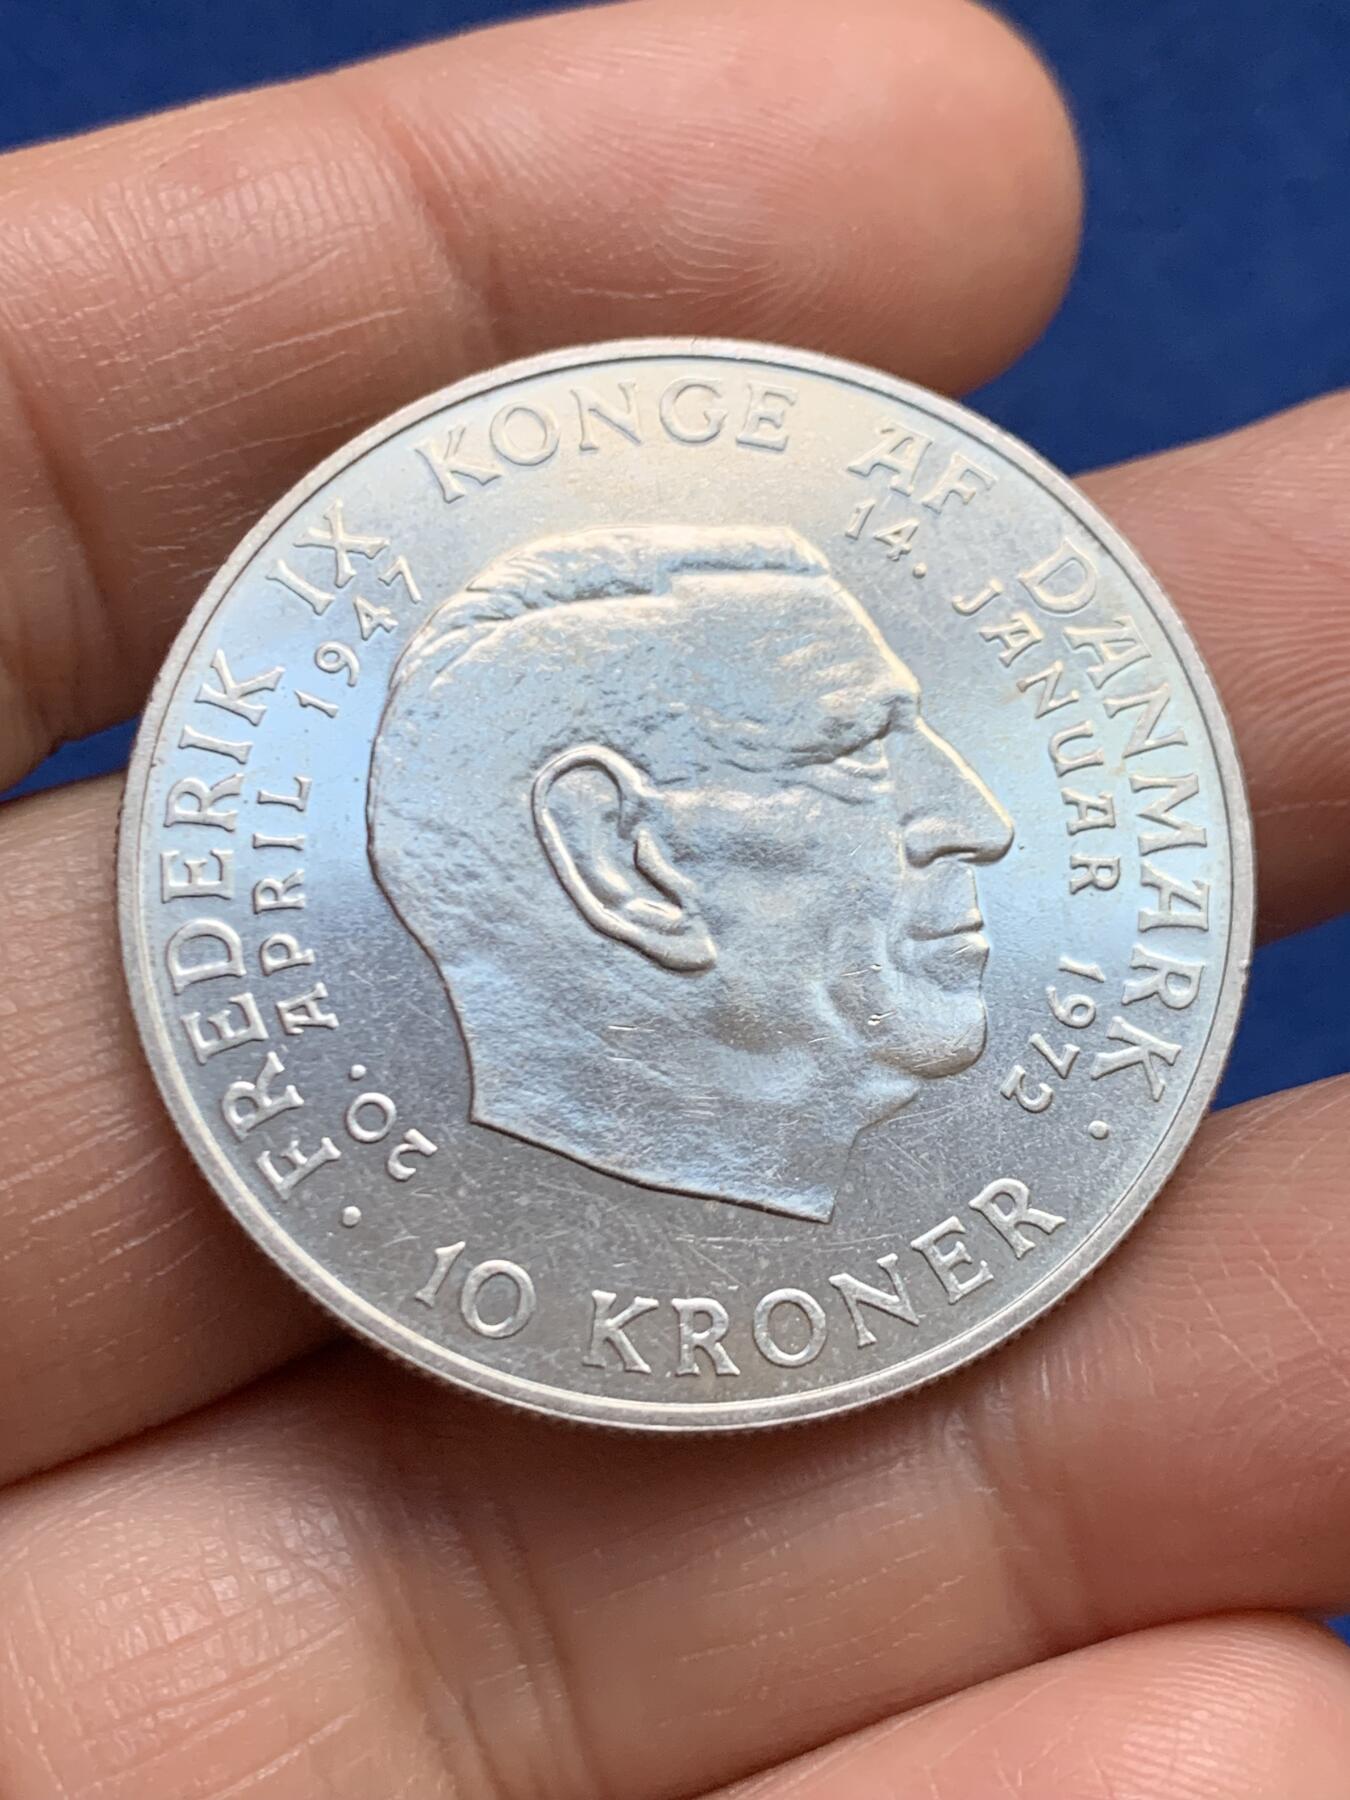 · FREDERIK IX KONGE AF DANMARK ·
20. APRIL 1947
14. JANUAR 1972
10 KRONER